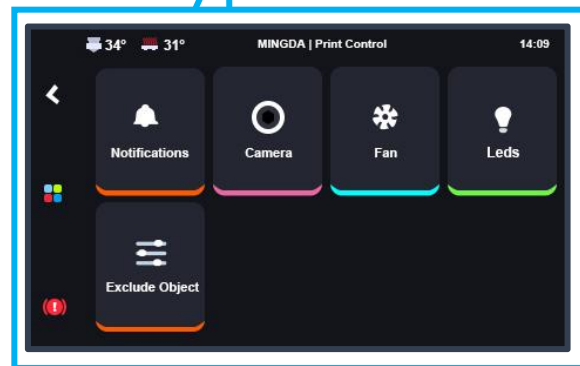 34° 31° MINGDA | Print Control 14:09
Notifications Camera Fan Leds
Exclude Object